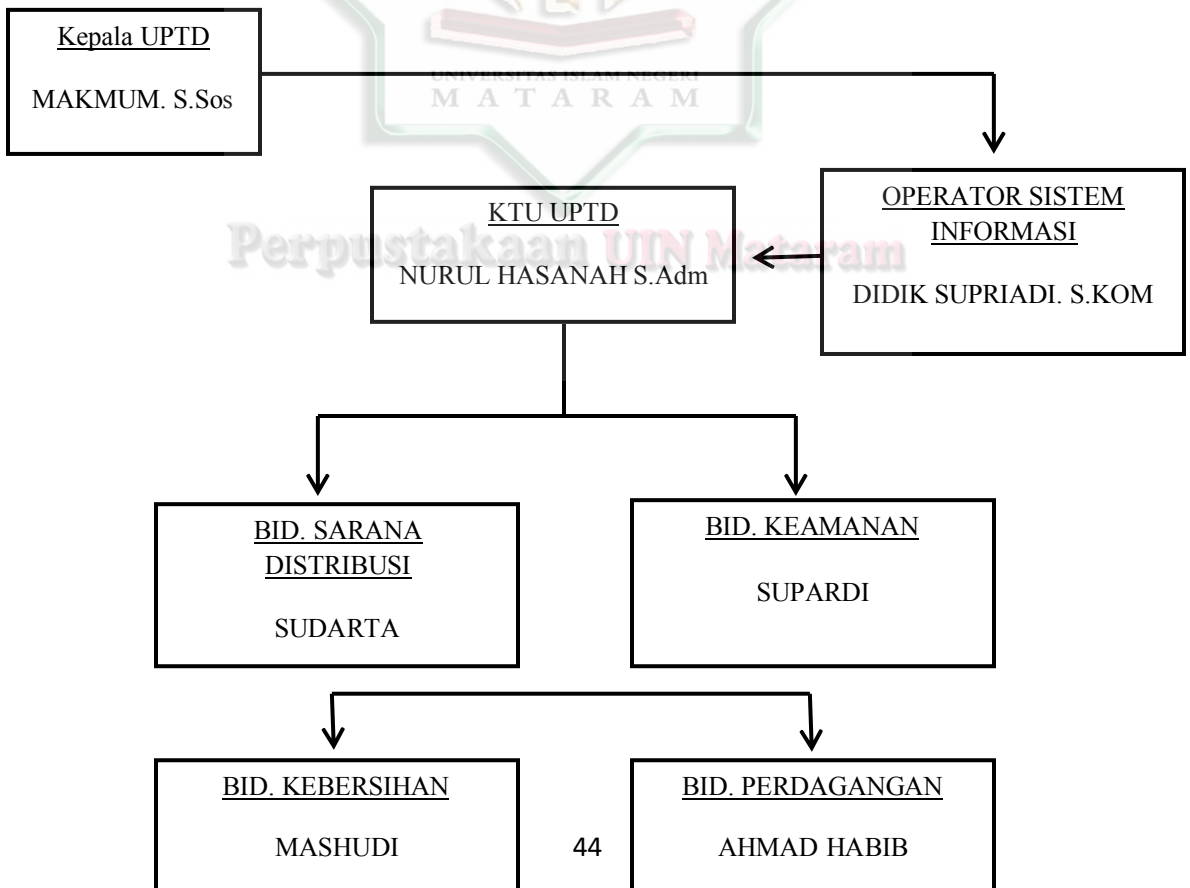 Kepala UPTD
MAKMUM. S.Sos
UNIVERSITAS ISLAM NEGERI
MATARAM
OPERATOR SISTEM
INFORMASI
DIDIK SUPRIADI. S.KOM
KTU UPTD
NURUL HASANAH S.Adm
Perpustakaan UIN Mataram
BID. SARANA
DISTRIBUSI
SUDARTA
BID. KEAMANAN
SUPARDI
BID. KEBERSIHAN
MASHUDI
BID. PERDAGANGAN
AHMAD HABIB
44